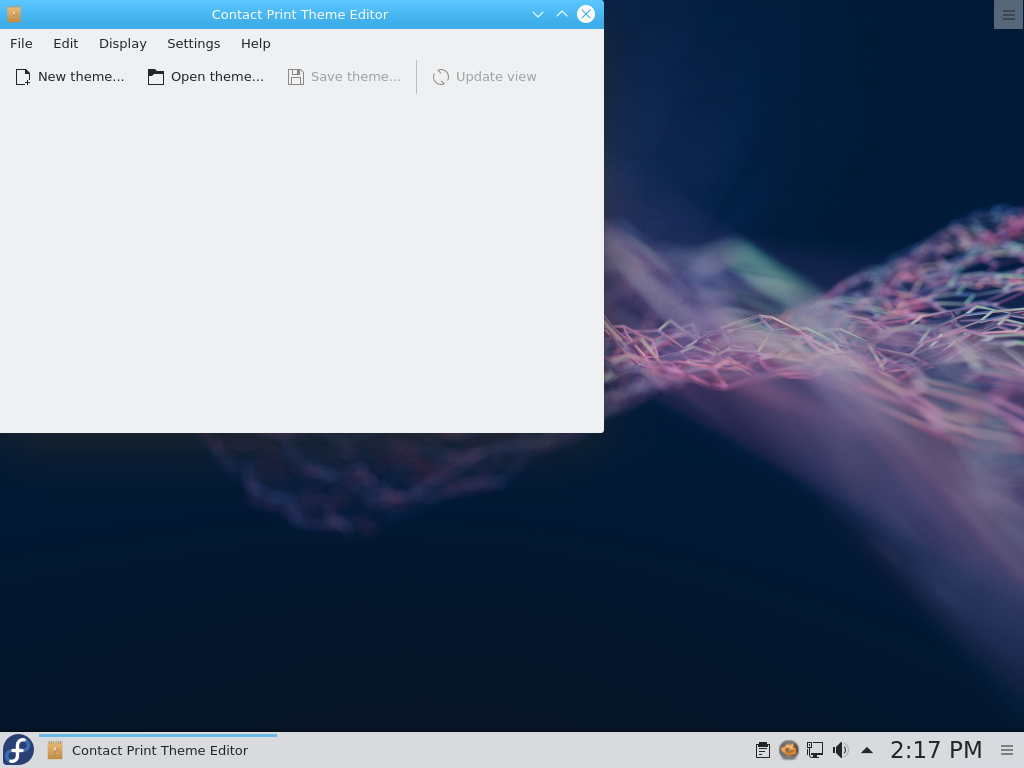 Contact Print Theme Editor
File Edit Display Settings Help
New theme... Open theme... Save theme... Update view
Contact Print Theme Editor 2:17 PM